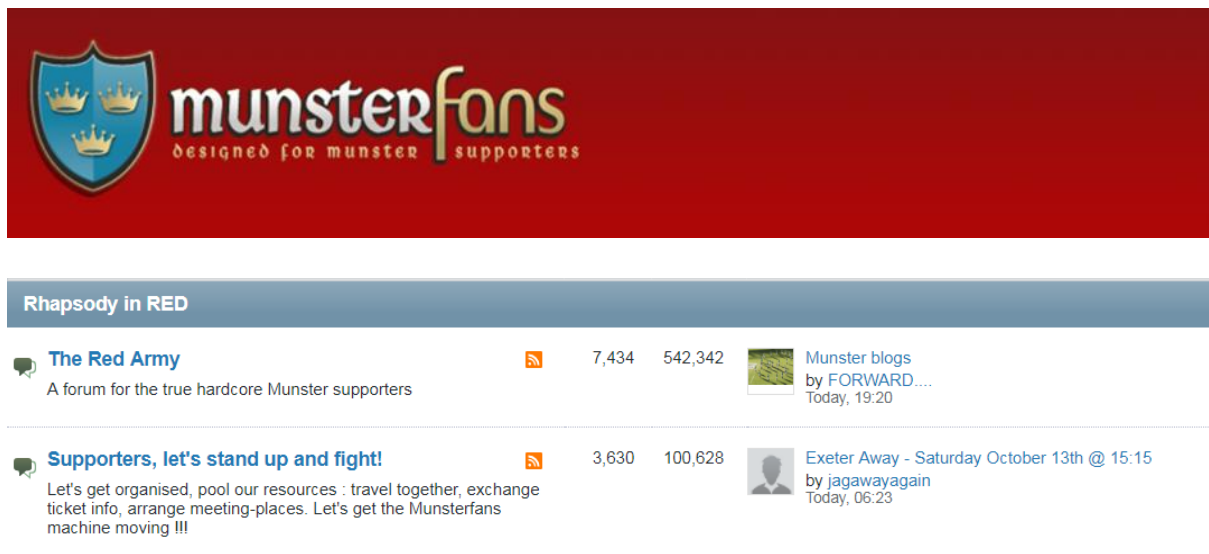 munsterfans
designed for munster supporters
Rhapsody in RED
The Red Army
A forum for the true hardcore Munster supporters
7,434
542,342
Munster blogs
by FORWARD....
Today, 19:20
Supporters, let's stand up and fight!
Let's get organised, pool our resources : travel together, exchange
ticket info, arrange meeting-places. Let's get the Munsterfans
machine moving !!!
3,630
100,628
Exeter Away - Saturday October 13th @ 15:15
by jagawayagain
Today, 06:23